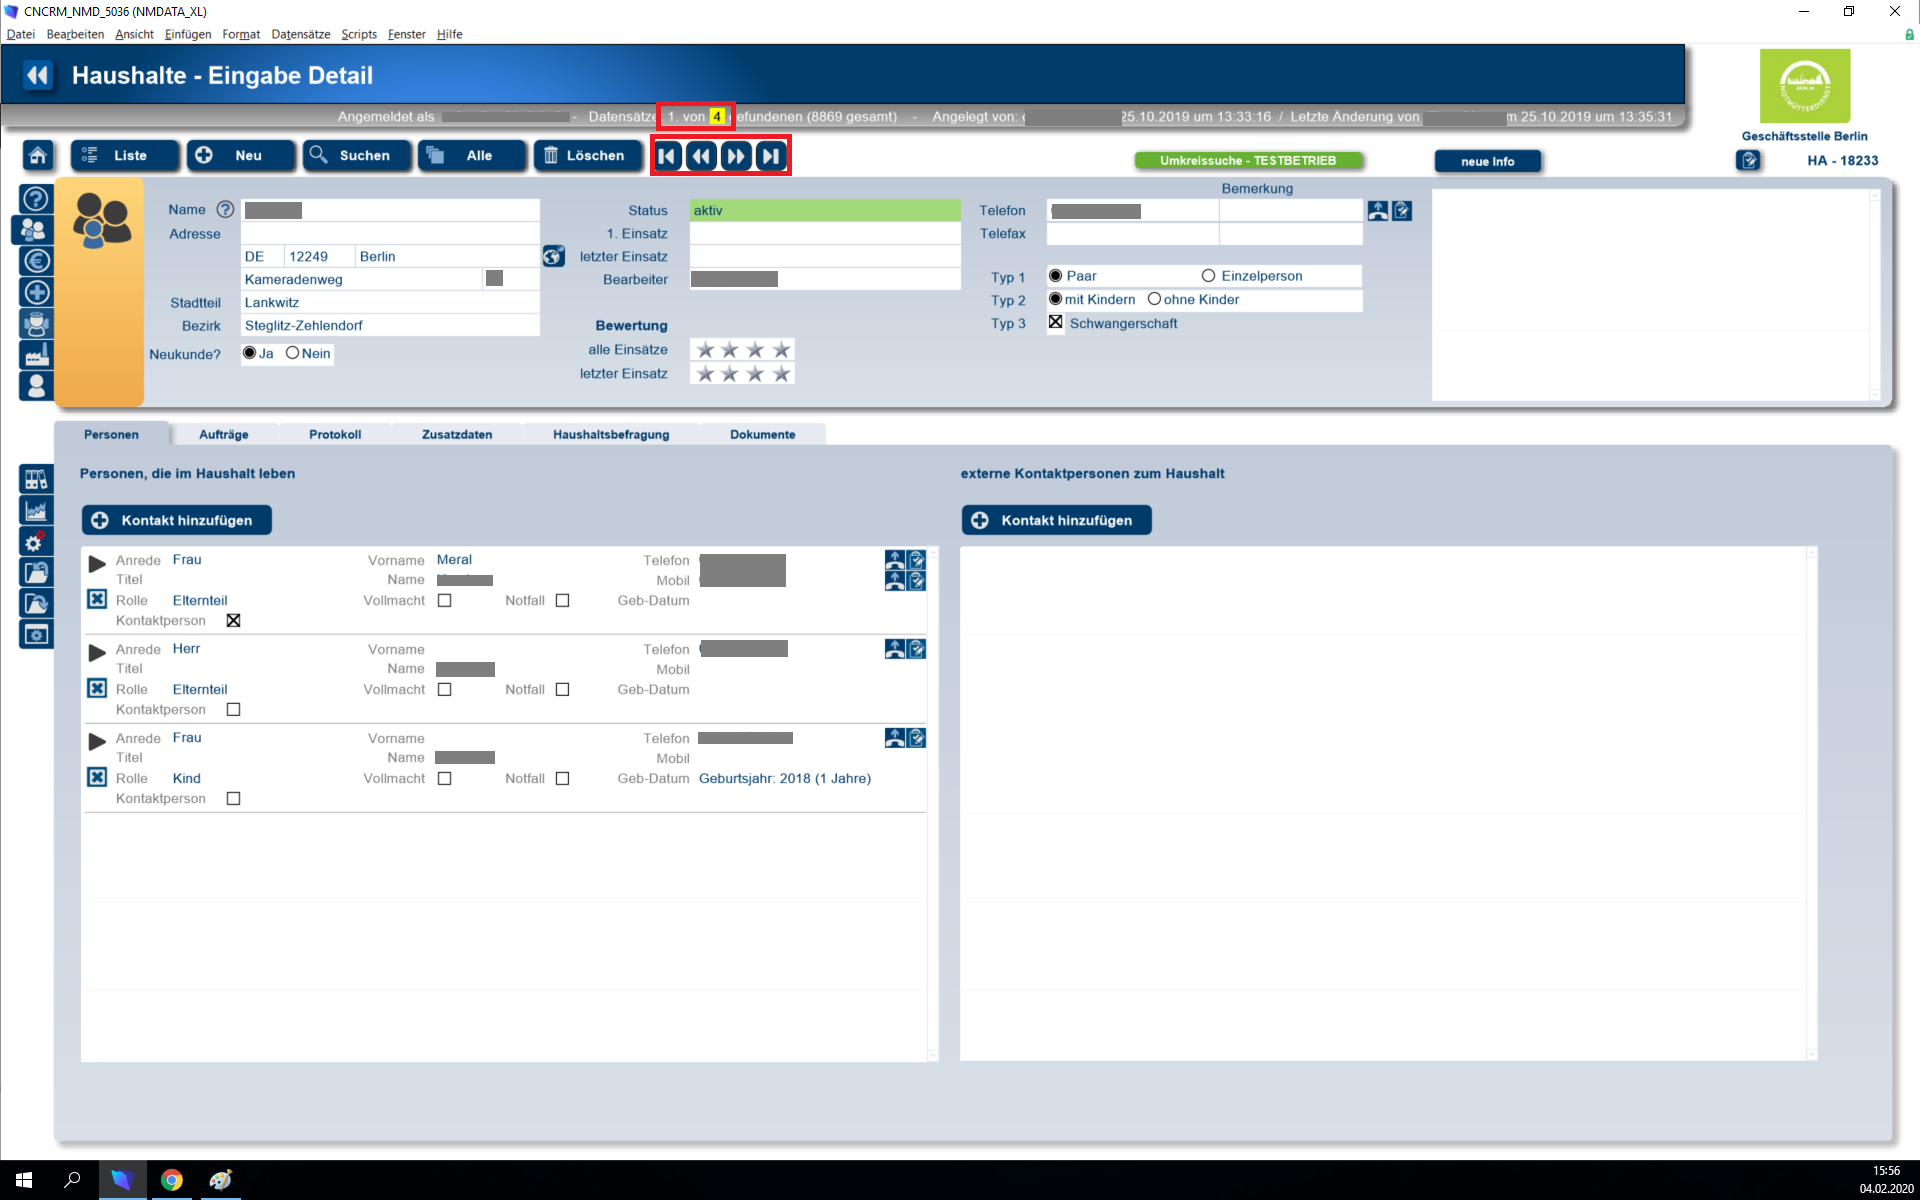 CNCRM_NMD_5036 (NMDATA_XL)
Datei Bearbeiten Ansicht Einfügen Format Datensätze Scripts Fenster Hilfe
Haushalte - Eingabe Detail
Angemeldet als - Datensätze 1. von 4 efundenen (8869 gesamt) - Angelegt von: 25.10.2019 um 13:33:16 / Letzte Änderung von m 25.10.2019 um 13:35:31
BERLIN
NOTMÜTTERDIENST
Geschäftsstelle Berlin
Liste Neu Suchen Alle Löschen
Umkreissuche - TESTBETRIEB
neue Info
HA - 18233
Bemerkung
Name ? Status aktiv Telefon
Adresse 1. Einsatz Telefax
DE 12249 Berlin letzter Einsatz
Kameradenweg Bearbeiter Typ 1 Paar Einzelperson
Stadtteil Lankwitz Typ 2 mit Kindern ohne Kinder
Bezirk Steglitz-Zehlendorf Bewertung Typ 3 Schwangerschaft
Neukunde? Ja Nein alle Einsätze
letzter Einsatz
Personen Aufträge Protokoll Zusatzdaten Haushaltsbefragung Dokumente
Personen, die im Haushalt leben
externe Kontaktpersonen zum Haushalt
Kontakt hinzufügen
Kontakt hinzufügen
Anrede Frau Vorname Meral Telefon
Titel Name Mobil
Rolle Elternteil Vollmacht Notfall Geb-Datum
Kontaktperson
Anrede Herr Vorname Telefon
Titel Name Mobil
Rolle Elternteil Vollmacht Notfall Geb-Datum
Kontaktperson
Anrede Frau Vorname Telefon
Titel Name Mobil
Rolle Kind Vollmacht Notfall Geb-Datum Geburtsjahr: 2018 (1 Jahre)
Kontaktperson
15:56
04.02.2020